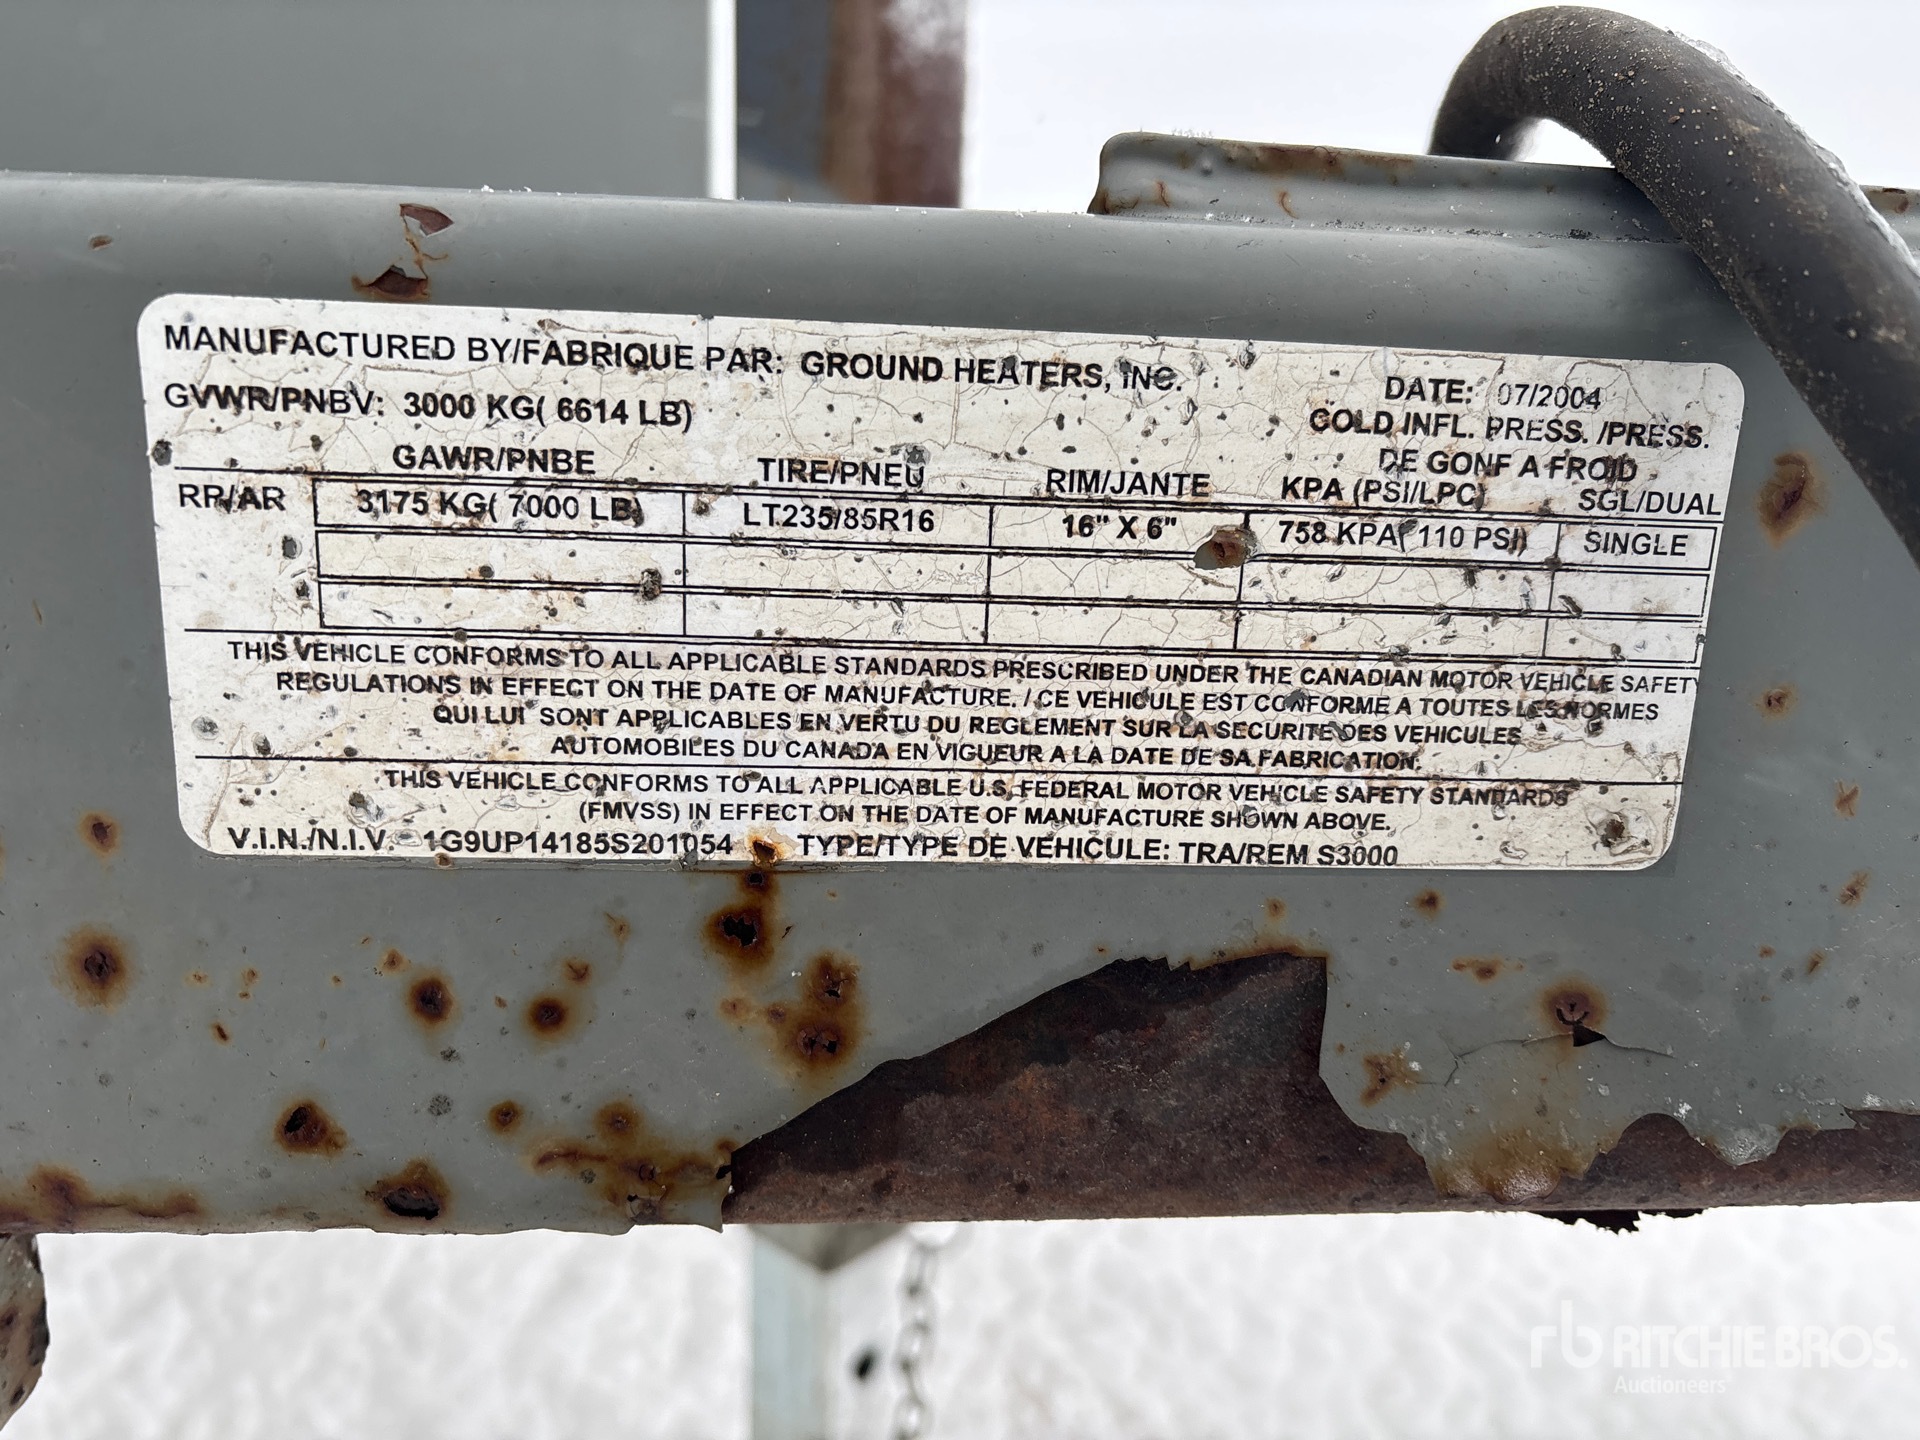 MANUFACTURED BY/FABRIQUE PAR: GROUND HEATERS, INC.
GVWR/PNBV: 3000 KG( 6614 LB)
DATE: 07/2004
COLD INFL. PRESS. /PRESS.
DE GONF A FROID
GAWR/PNBE TIRE/PNEU RIM/JANTE KPA (PSI/LPC) SGL/DUAL
RR/AR 3175 KG( 7000 LB) LT235/85R16 16" X 6" 758 KPA( 110 PSI) SINGLE
THIS VEHICLE CONFORMS TO ALL APPLICABLE STANDARDS PRESCRIBED UNDER THE CANADIAN MOTOR VEHICLE SAFETY
REGULATIONS IN EFFECT ON THE DATE OF MANUFACTURE. / CE VEHICULE EST CONFORME A TOUTES LES NORMES
QUI LUI SONT APPLICABLES EN VERTU DU REGLEMENT SUR LA SECURITE DES VEHICULES
AUTOMOBILES DU CANADA EN VIGUEUR A LA DATE DE SA FABRICATION.
THIS VEHICLE CONFORMS TO ALL APPLICABLE U.S. FEDERAL MOTOR VEHICLE SAFETY STANDARDS
(FMVSS) IN EFFECT ON THE DATE OF MANUFACTURE SHOWN ABOVE.
V.I.N./N.I.V. 1G9UP14185S201054 TYPE/TYPE DE VEHICULE: TRA/REM S3000
rb RITCHIE BROS.
Auctioneers